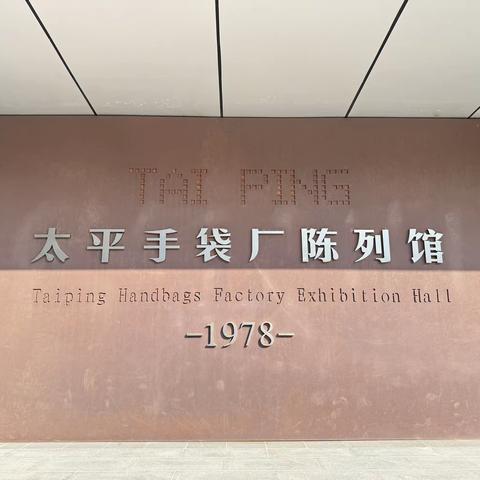 TAI PING
太平手袋厂陈列馆
Taiping Handbags Factory Exhibition Hall
-1978-